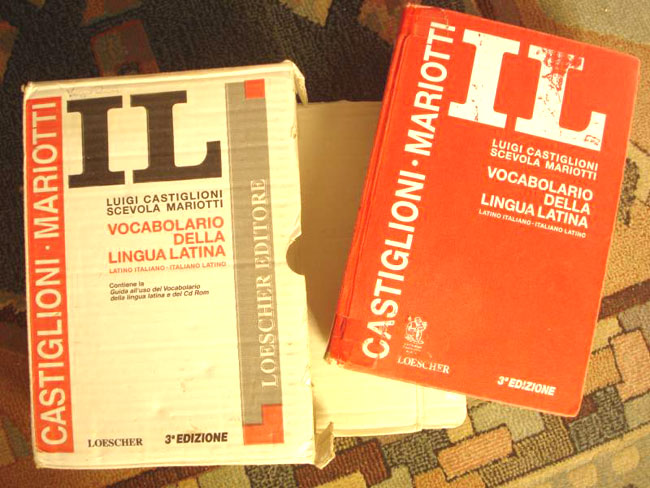 CASTIGLIONI · MARIOTTI
IL
LUIGI CASTIGLIONI
SCEVOLA MARIOTTI
VOCABOLARIO
DELLA
LINGUA LATINA
LATINO ITALIANO - ITALIANO LATINO
Contiene la
Guida all'uso del Vocabolario
della lingua latina e del Cd Rom
LOESCHER EDITORE
LOESCHER
3ª EDIZIONE
CASTIGLIONI · MARIOTTI
IL
LUIGI CASTIGLIONI
SCEVOLA MARIOTTI
VOCABOLARIO
DELLA
LINGUA LATINA
LATINO ITALIANO - ITALIANO LATINO
LOESCHER
3ª EDIZIONE